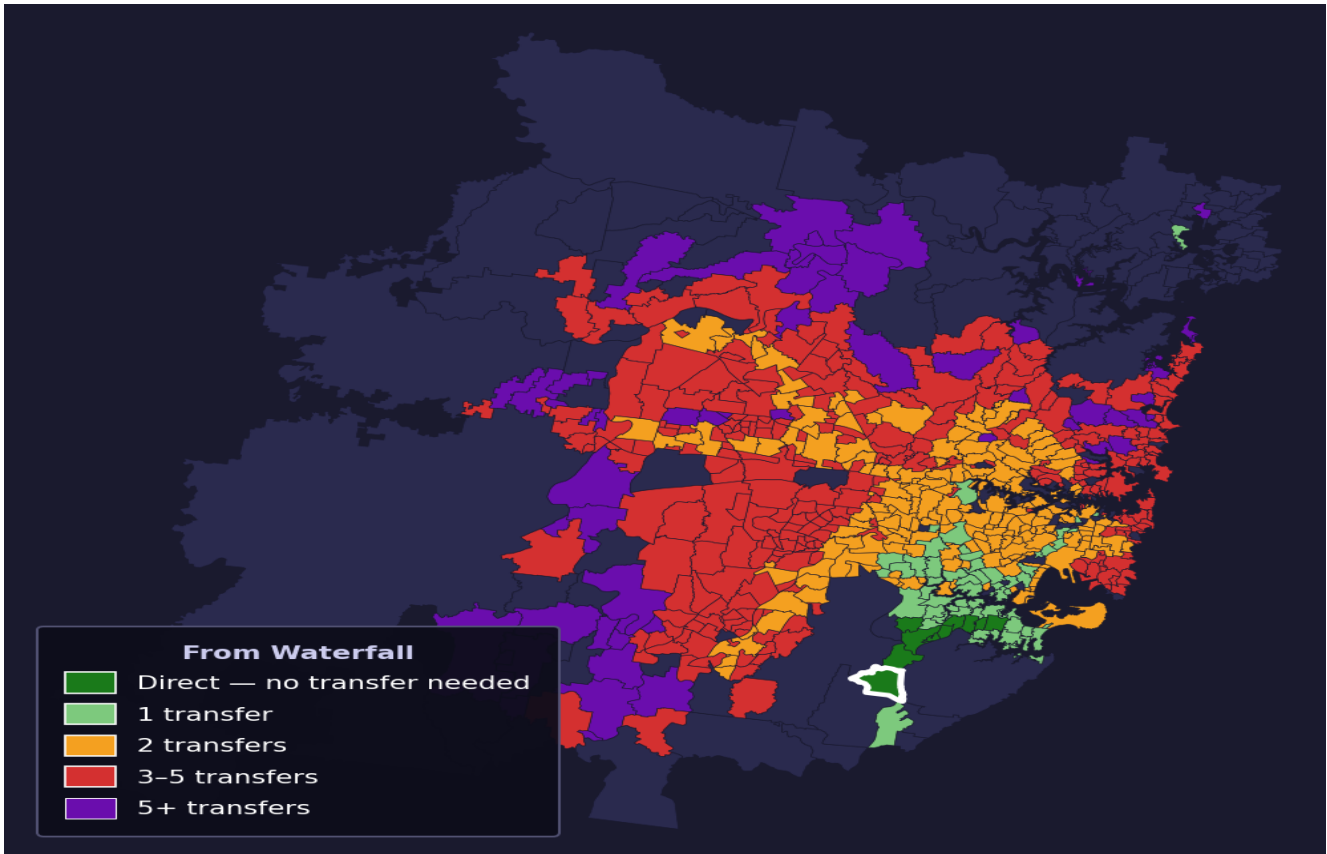 From Waterfall
Direct — no transfer needed
1 transfer
2 transfers
3–5 transfers
5+ transfers